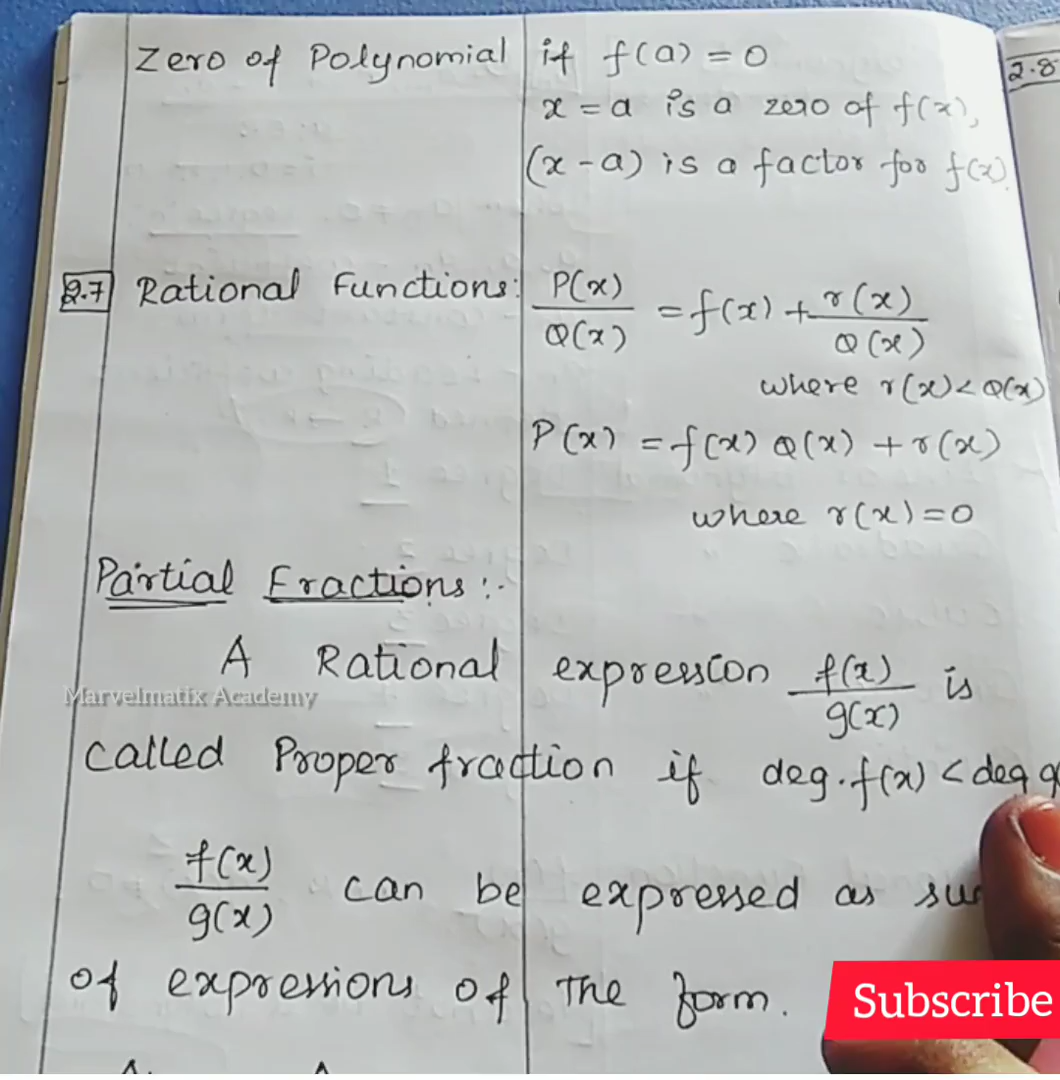 Zero of Polynomial if f(a) = 0
x = a is a zero of f(x),
(x - a) is a factor for f(x).
2.8
2.7 Rational Functions: P(x)/Q(x) = f(x) + r(x)/Q(x)
where r(x) < Q(x)
P(x) = f(x) Q(x) + r(x)
where r(x) = 0
Partial Fractions :-
A Rational expression f(x)/g(x) is
Marvelmatix Academy
called Proper fraction if deg. f(x) < deg g
f(x)/g(x) can be expressed as
of expressions of The form.
Subscribe